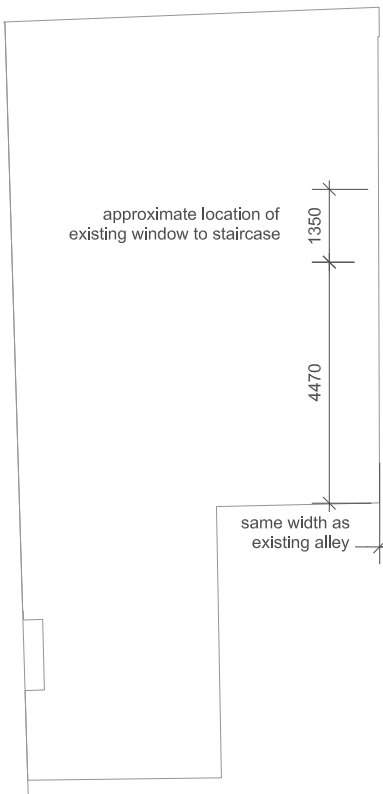 approximate location of
existing window to staircase
1350
4470
same width as
existing alley